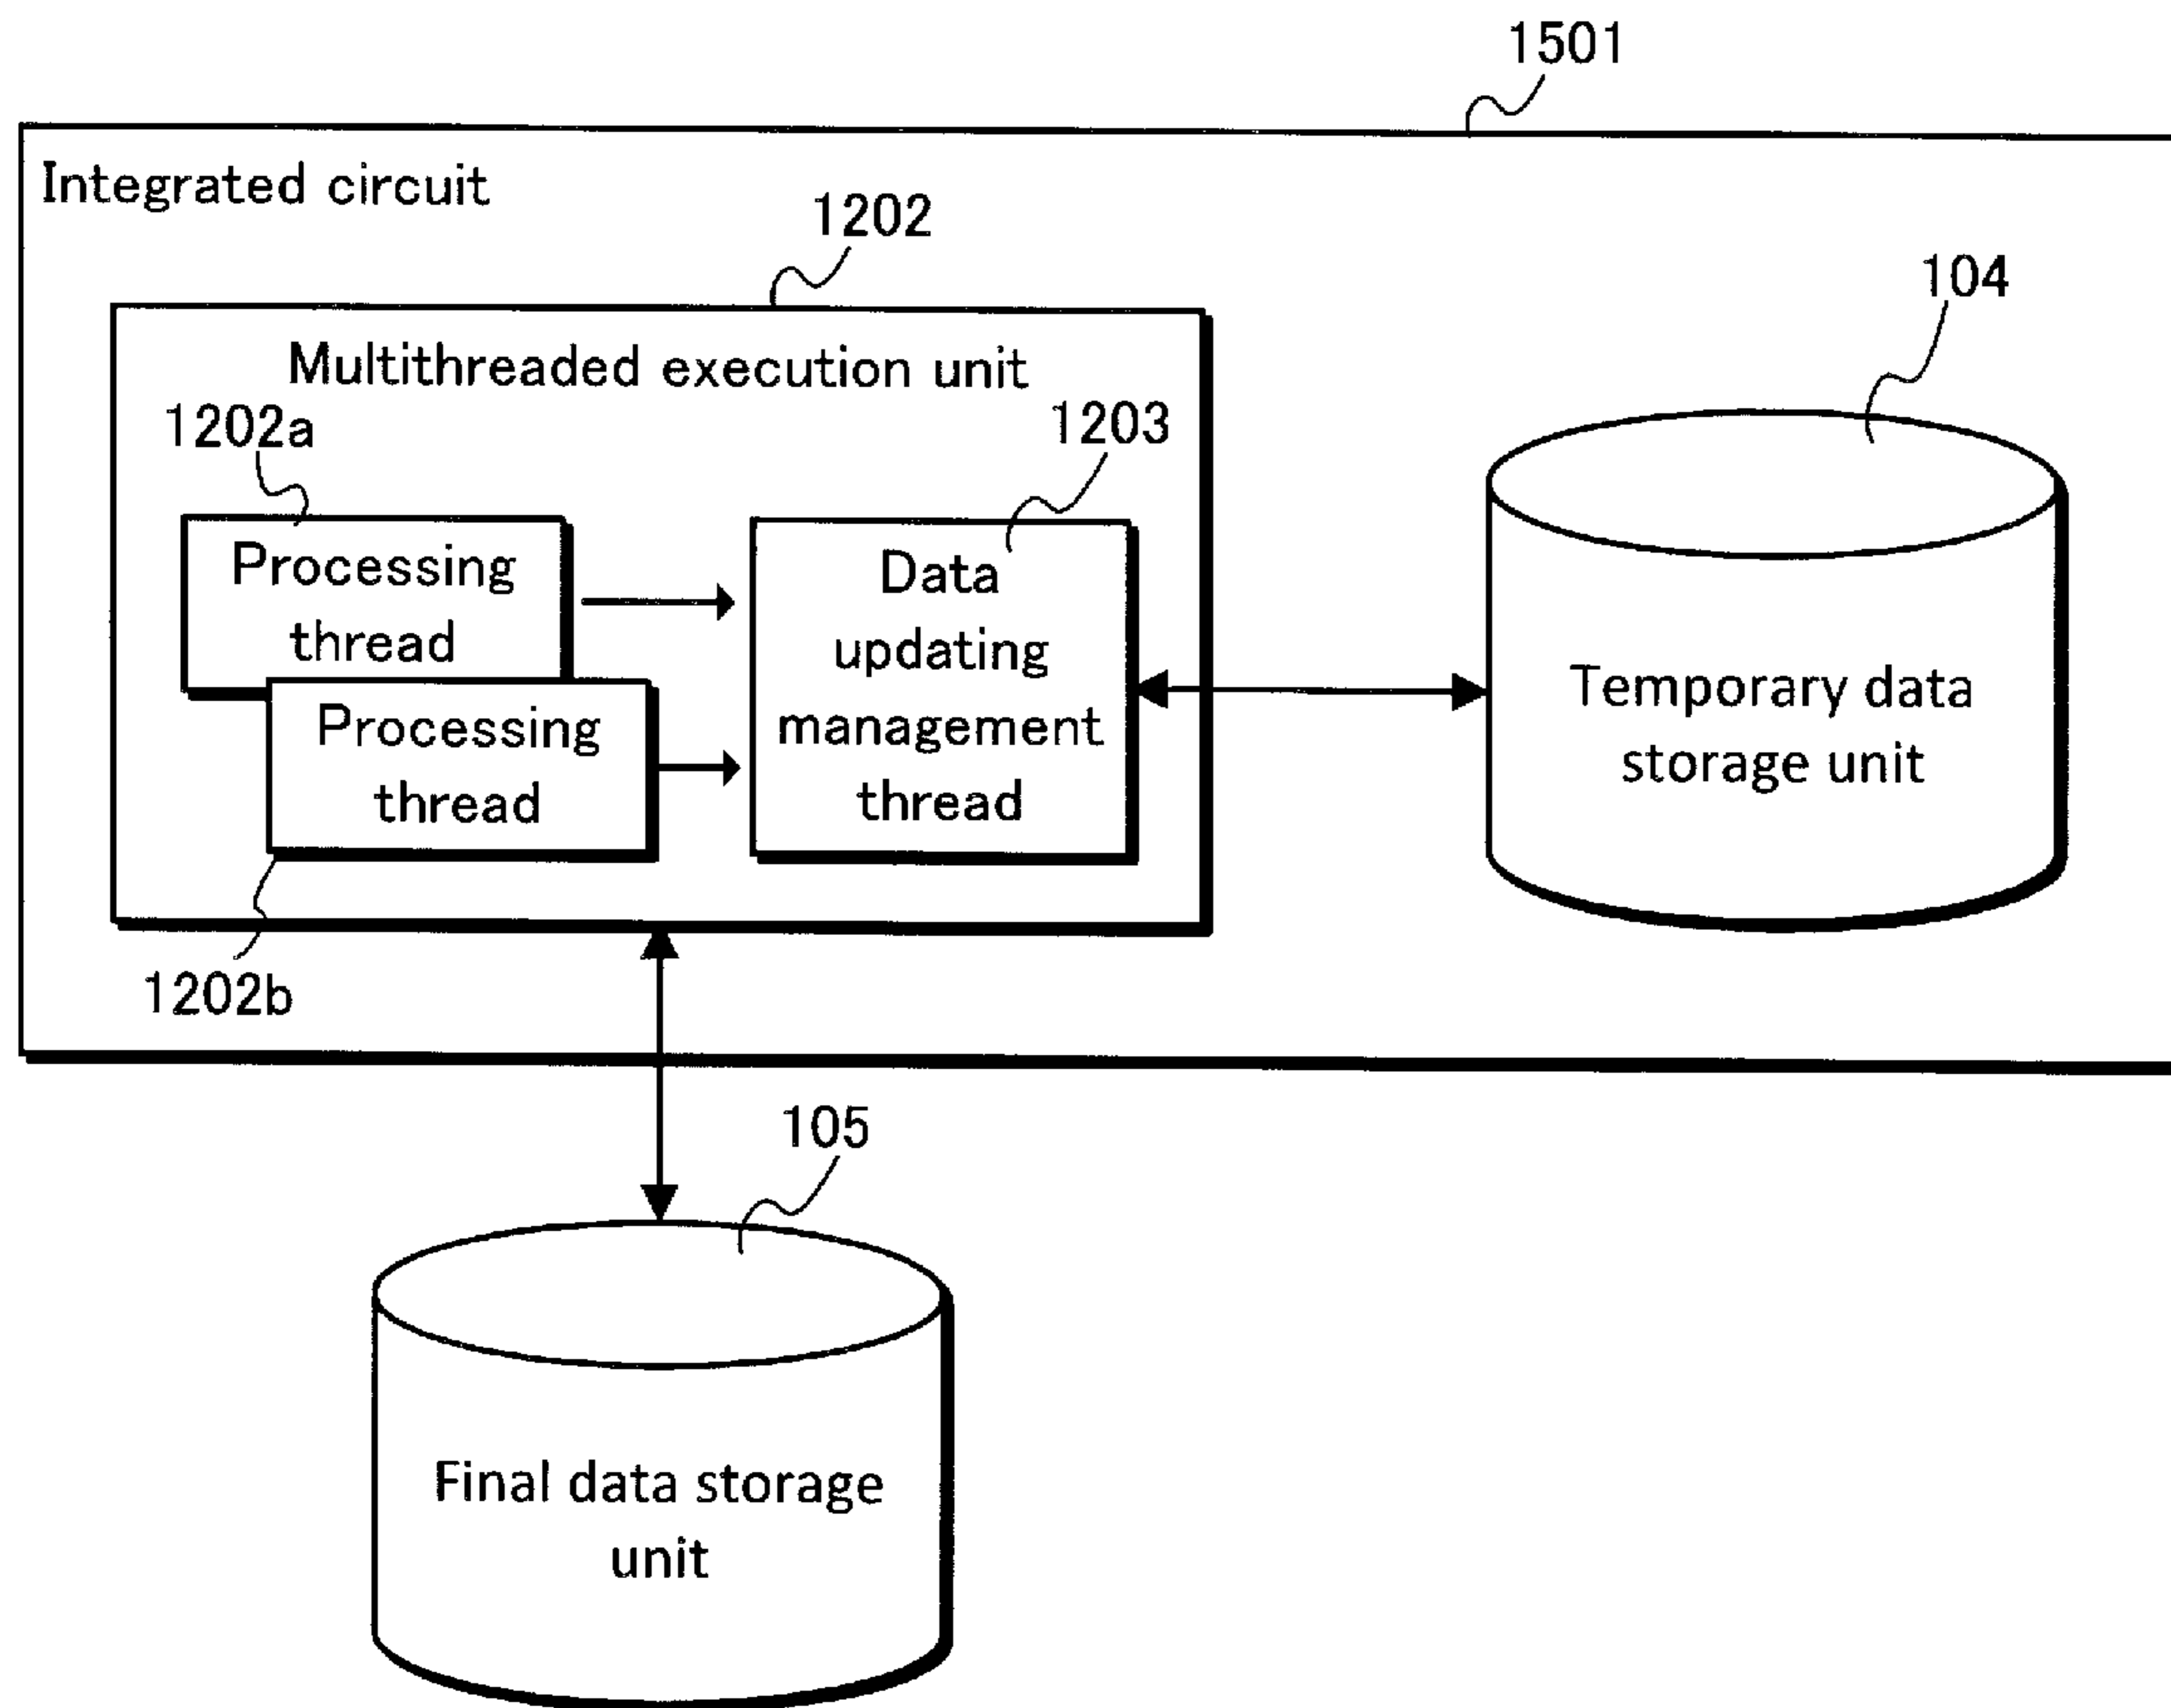 1501
Integrated circuit
1202
104
Multithreaded execution unit
1202a
1203
Processing
thread
Data
updating
management
thread
Processing
thread
Temporary data
storage unit
1202b
105
Final data storage
unit